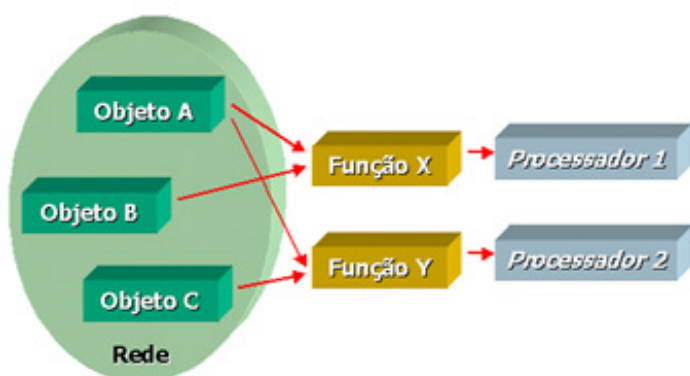 Objeto A
Objeto B
Objeto C
Rede
Função X
Função Y
Processador 1
Processador 2